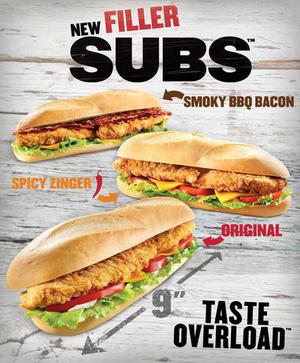 NEW FILLER
SUBS™
SMOKY BBQ BACON
SPICY ZINGER
ORIGINAL
9"
TASTE
OVERLOAD™